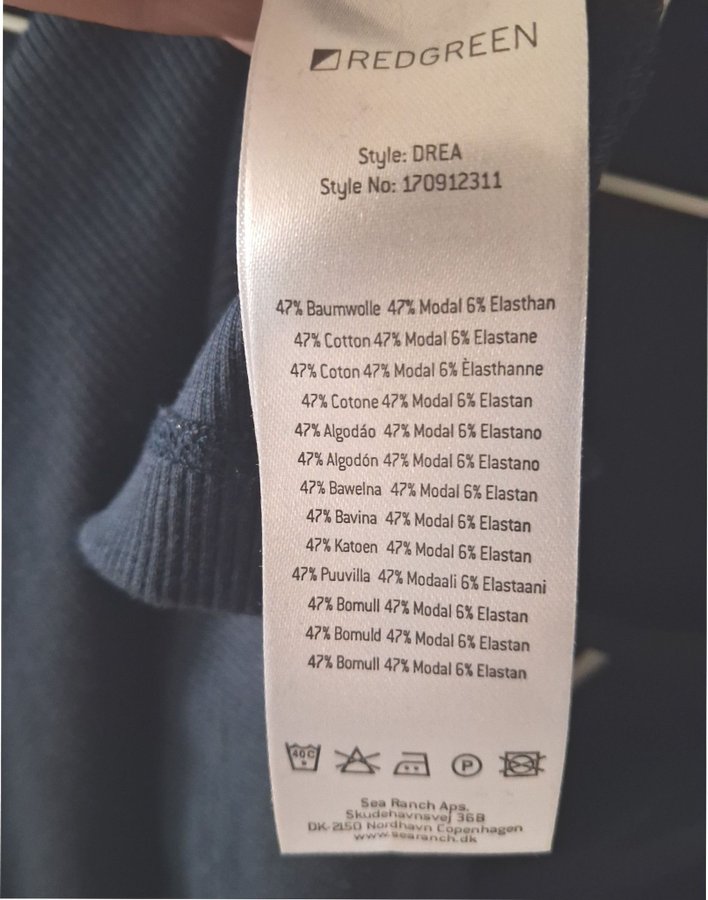 REDGREEN
Style: DREA
Style No: 170912311
47% Baumwolle 47% Modal 6% Elasthan
47% Cotton 47% Modal 6% Elastane
47% Coton 47% Modal 6% Èlasthanne
47% Cotone 47% Modal 6% Elastan
47% Algodáo 47% Modal 6% Elastano
47% Algodón 47% Modal 6% Elastano
47% Bawelna 47% Modal 6% Elastan
47% Bavina 47% Modal 6% Elastan
47% Katoen 47% Modal 6% Elastan
47% Puuvilla 47% Modaali 6% Elastaani
47% Bomull 47% Modal 6% Elastan
47% Bomuld 47% Modal 6% Elastan
47% Bomull 47% Modal 6% Elastan
40C P
Sea Ranch Aps.
Skudehavnsvej 36B
DK-2150 Nordhavn Copenhagen
www.searanch.dk